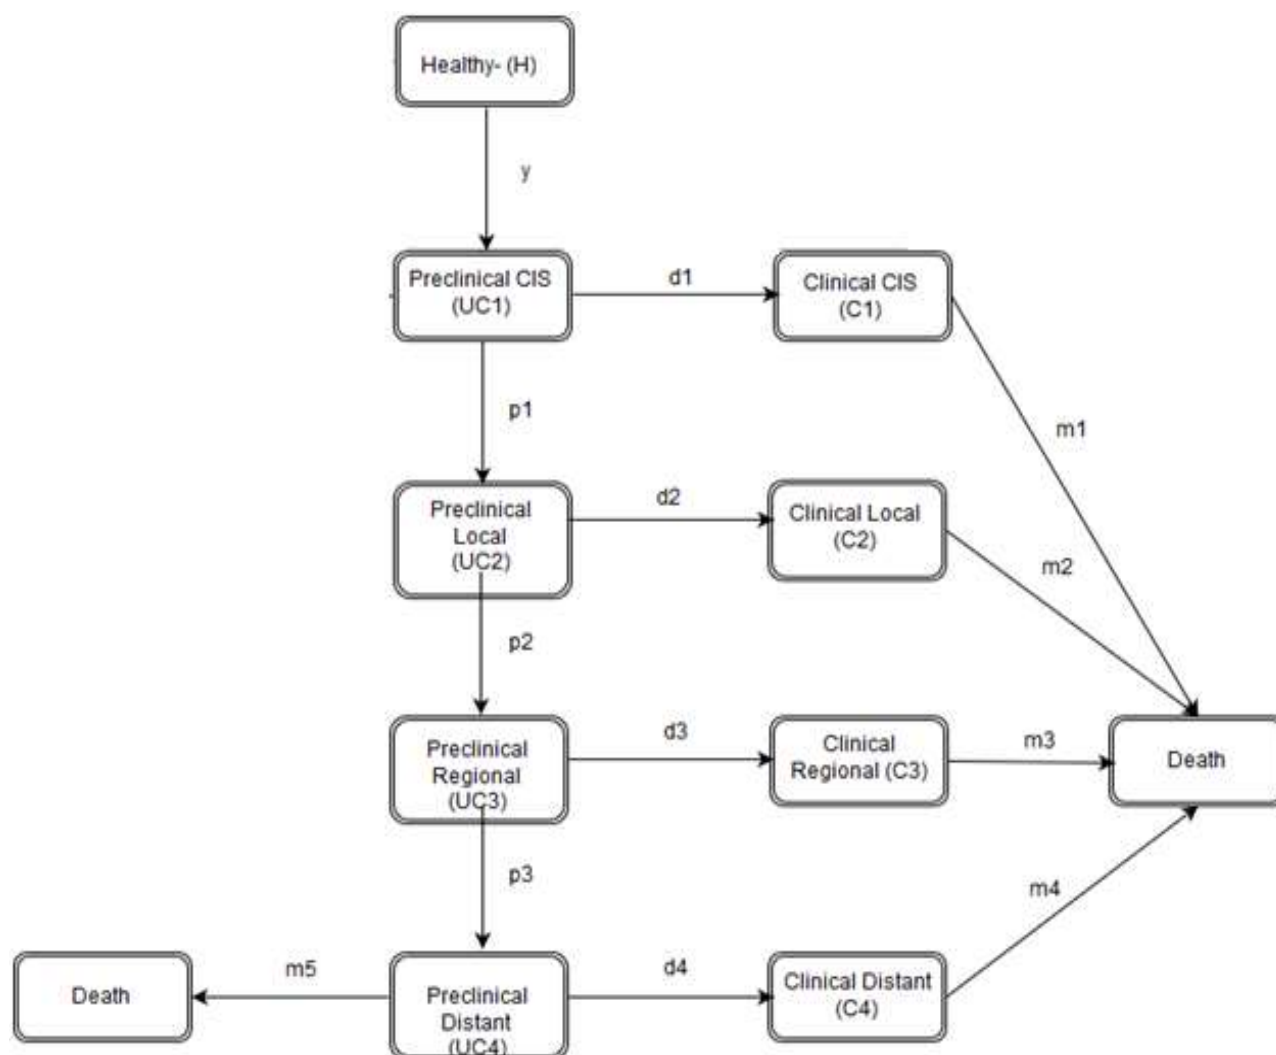 Healthy- (H)
y
Preclinical CIS
(UC1)
d1
Clinical CIS
(C1)
p1
m1
Preclinical
Local
(UC2)
d2
Clinical Local
(C2)
m2
p2
Preclinical
Regional
(UC3)
d3
Clinical
Regional (C3)
m3
Death
p3
m4
Death
m5
Preclinical
Distant
(UC4)
d4
Clinical Distant
(C4)